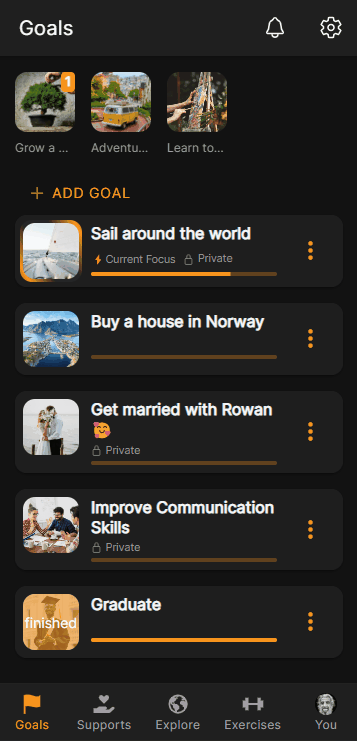 Goals
1
Grow a ...
Adventu...
Learn to...
+ ADD GOAL
Sail around the world
Current Focus Private
Buy a house in Norway
Get married with Rowan
🥰
Private
Improve Communication
Skills
Private
finished
Graduate
Goals Supports Explore Exercises You